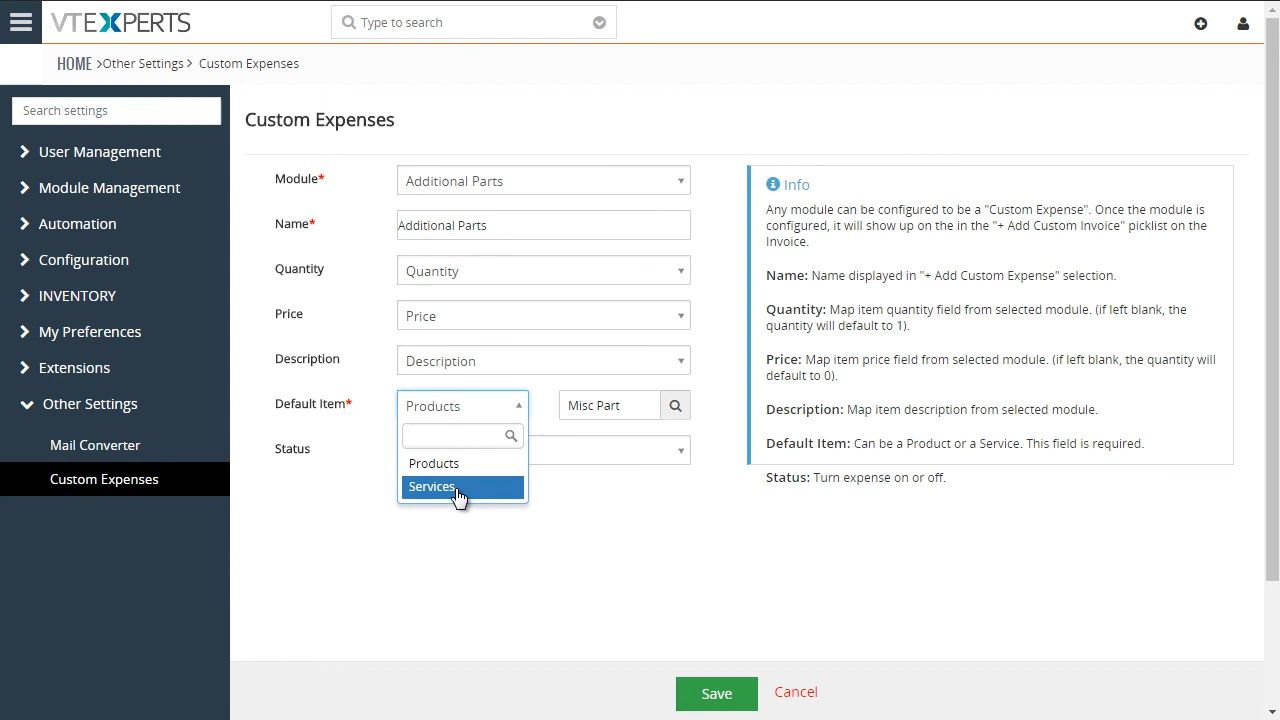 VTEXPERTS
Type to search
HOME >Other Settings > Custom Expenses
Search settings
User Management
Module Management
Automation
Configuration
INVENTORY
My Preferences
Extensions
Other Settings
Mail Converter
Custom Expenses
Custom Expenses
Module* Additional Parts
Name* Additional Parts
Quantity Quantity
Price Price
Description Description
Default Item* Products Misc Part
Products
Services
Status
Info
Any module can be configured to be a "Custom Expense". Once the module is
configured, it will show up on the in the "+ Add Custom Invoice" picklist on the
Invoice.
Name: Name displayed in "+ Add Custom Expense" selection.
Quantity: Map item quantity field from selected module. (if left blank, the
quantity will default to 1).
Price: Map item price field from selected module. (if left blank, the quantity will
default to 0).
Description: Map item description from selected module.
Default Item: Can be a Product or a Service. This field is required.
Status: Turn expense on or off.
Save Cancel